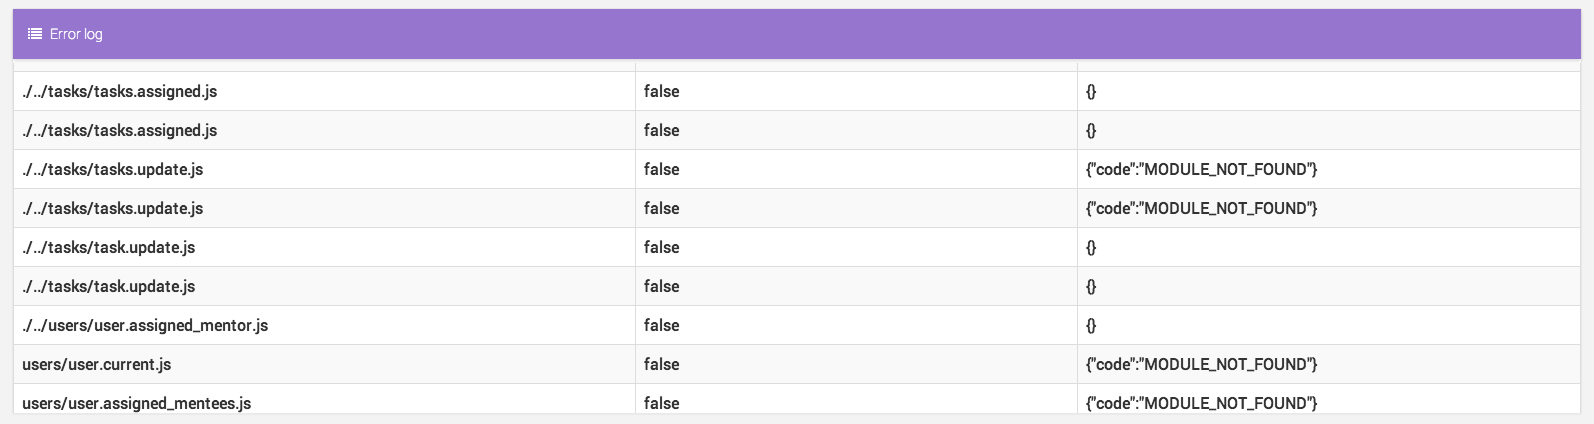 Error log
./../tasks/tasks.assigned.js false {}
./../tasks/tasks.assigned.js false {}
./../tasks/tasks.update.js false {"code":"MODULE_NOT_FOUND"}
./../tasks/tasks.update.js false {"code":"MODULE_NOT_FOUND"}
./../tasks/task.update.js false {}
./../tasks/task.update.js false {}
./../users/user.assigned_mentor.js false {}
users/user.current.js false {"code":"MODULE_NOT_FOUND"}
users/user.assigned_mentees.js false {"code":"MODULE_NOT_FOUND"}